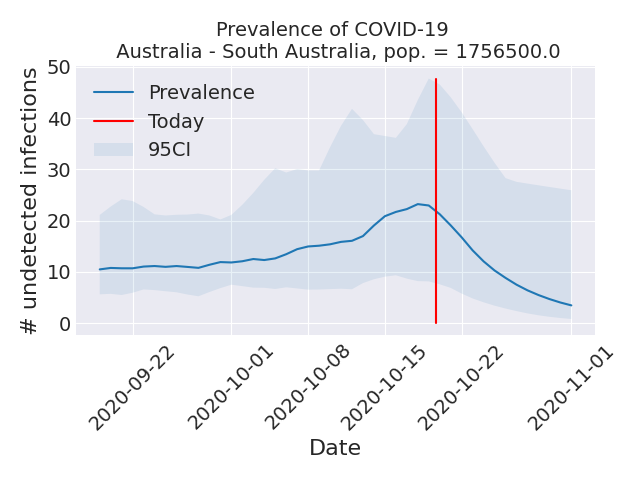 Prevalence of COVID-19
Australia - South Australia, pop. = 1756500.0
# undetected infections
50
40
30
20
10
0
Prevalence
Today
95CI
2020-09-22
2020-10-01
2020-10-08
2020-10-15
2020-10-22
2020-11-01
Date